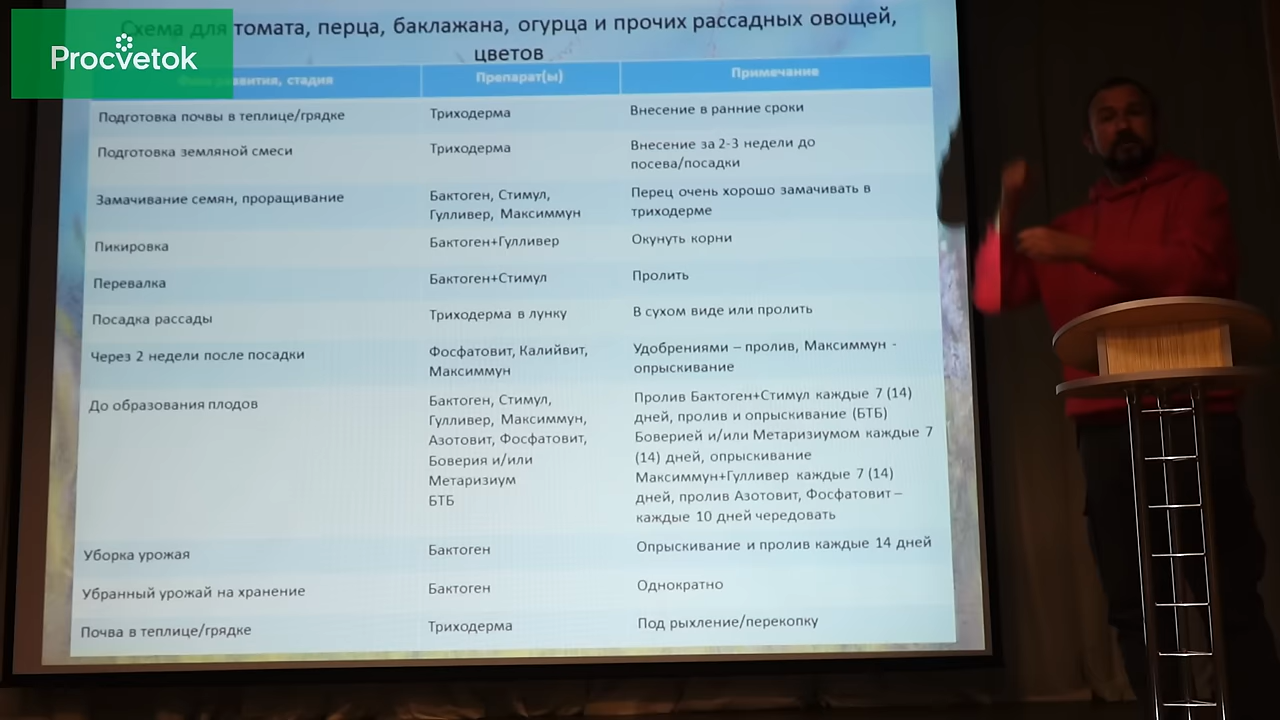 Procvetok
Схема для томата, перца, баклажана, огурца и прочих рассадных овощей,
цветов
развития, стадия Препарат(ы) Примечание
Подготовка почвы в теплице/грядке Триходерма Внесение в ранние сроки
Подготовка земляной смеси Триходерма Внесение за 2-3 недели до
посева/посадки
Замачивание семян, проращивание Бактоген, Стимул, Перец очень хорошо замачивать в
Гулливер, Максиммун триходерме
Пикировка Бактоген+Гулливер Окунуть корни
Перевалка Бактоген+Стимул Пролить
Посадка рассады Триходерма в лунку В сухом виде или пролить
Через 2 недели после посадки Фосфатовит, Калийвит, Удобрениями – пролив, Максиммун -
Максиммун опрыскивание
До образования плодов Бактоген, Стимул, Пролив Бактоген+Стимул каждые 7 (14)
Гулливер, Максиммун, дней, пролив и опрыскивание (БТБ)
Азотовит, Фосфатовит, Боверией и/или Метаризиумом каждые 7
Боверия и/или (14) дней, опрыскивание
Метаризиум Максиммун+Гулливер каждые 7 (14)
БТБ дней, пролив Азотовит, Фосфатовит –
каждые 10 дней чередовать
Уборка урожая Бактоген Опрыскивание и пролив каждые 14 дней
Убранный урожай на хранение Бактоген Однократно
Почва в теплице/грядке Триходерма Под рыхление/перекопку